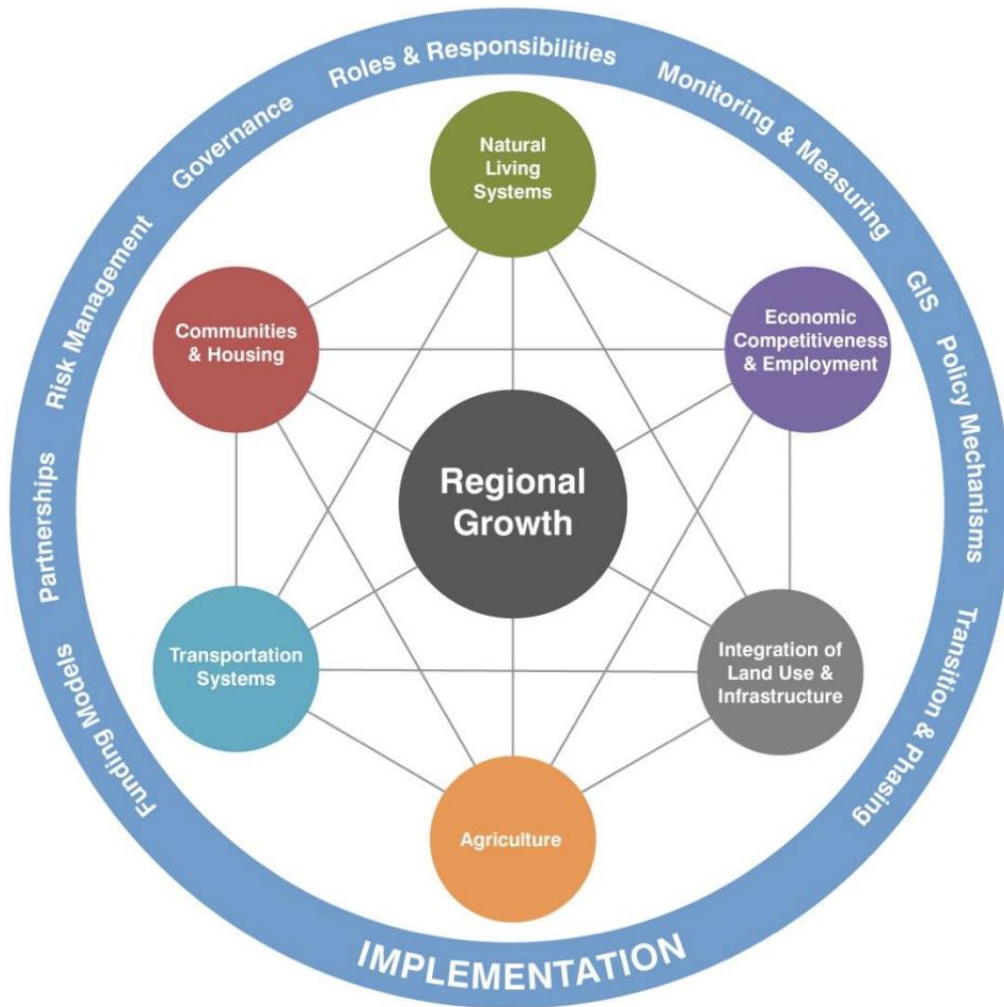 Funding Models
Partnerships
Risk Management
Governance
Roles & Responsibilities
Monitoring & Measuring
GIS
Policy Mechanisms
Transition & Phasing
Natural
Living
Systems
Communities
& Housing
Economic
Competitiveness
& Employment
Regional
Growth
Transportation
Systems
Integration of
Land Use &
Infrastructure
Agriculture
IMPLEMENTATION